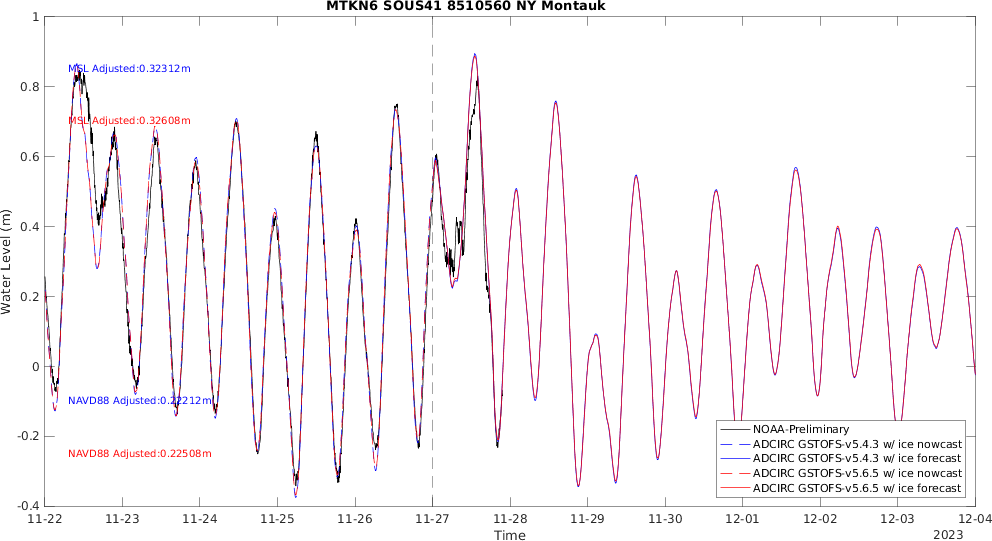 MTKN6 SOUS41 8510560 NY Montauk
1
0.8
0.6
0.4
0.2
0
-0.2
-0.4
Water Level (m)
MSL Adjusted:0.32312m
MSL Adjusted:0.32608m
NAVD88 Adjusted:0.22212m
NAVD88 Adjusted:0.22508m
NOAA-Preliminary
ADCIRC GSTOFS-v5.4.3 w/ ice nowcast
ADCIRC GSTOFS-v5.4.3 w/ ice forecast
ADCIRC GSTOFS-v5.6.5 w/ ice nowcast
ADCIRC GSTOFS-v5.6.5 w/ ice forecast
11-22 11-23 11-24 11-25 11-26 11-27 11-28 11-29 11-30 12-01 12-02 12-03 12-04
Time
2023